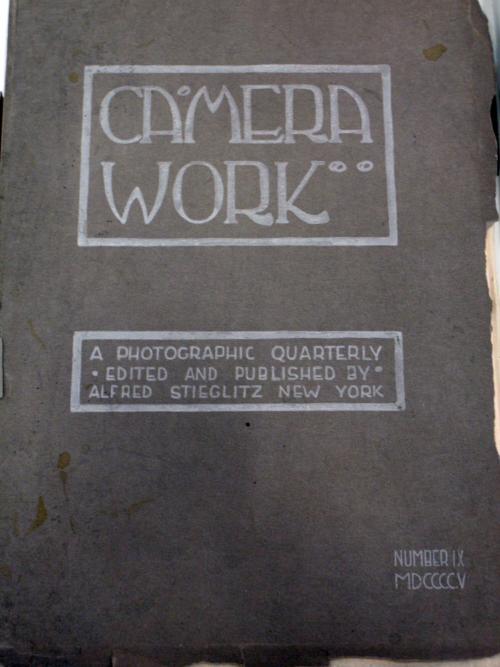 CAMERA
WORK
A PHOTOGRAPHIC QUARTERLY
• EDITED AND PUBLISHED BY •
ALFRED STIEGLITZ NEW YORK
NUMBER IX
MDCCCCV